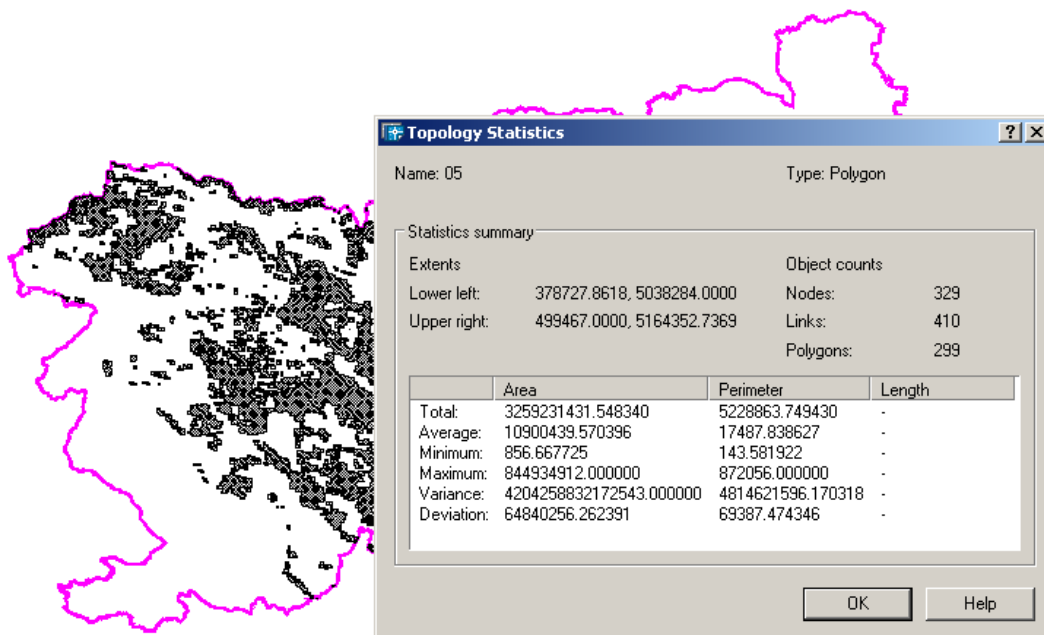 Topology Statistics
Name: 05 Type: Polygon
Statistics summary
Extents Object counts
Lower left: 378727.8618, 5038284.0000 Nodes: 329
Upper right: 499467.0000, 5164352.7369 Links: 410
Polygons: 299
Area Perimeter Length
Total: 3259231431.548340 5228863.749430 -
Average: 10900439.570396 17487.838627 -
Minimum: 856.667725 143.581922 -
Maximum: 844934912.000000 872056.000000 -
Variance: 4204258832172543.000000 4814621596.170318 -
Deviation: 64840256.262391 69387.474346 -
OK Help